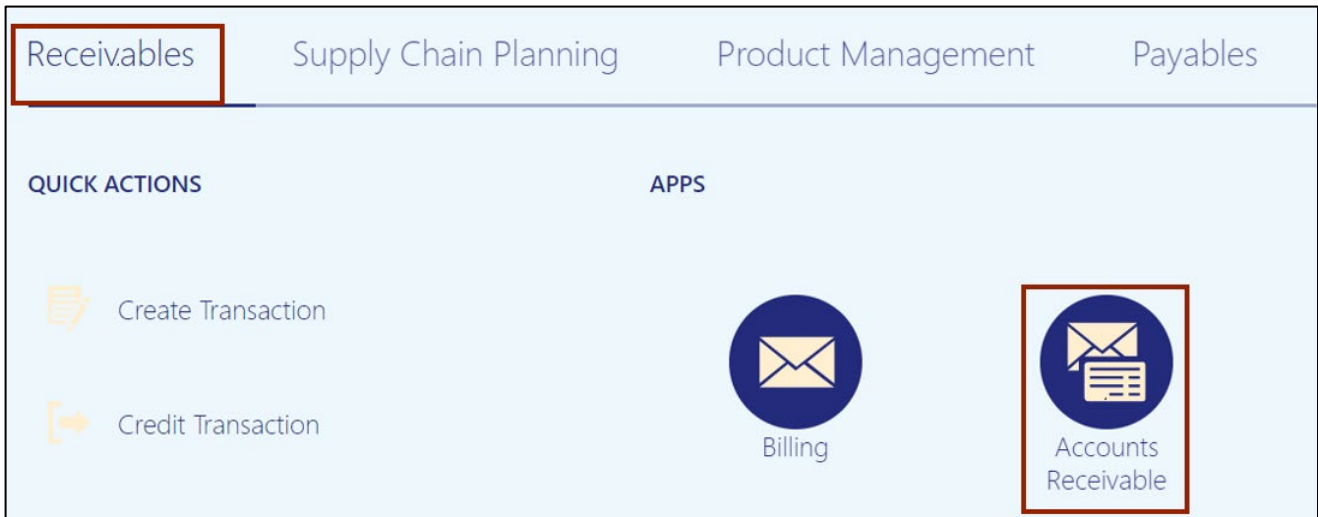 Receivables Supply Chain Planning Product Management Payables
QUICK ACTIONS
APPS
Create Transaction
Credit Transaction
Billing
Accounts
Receivable